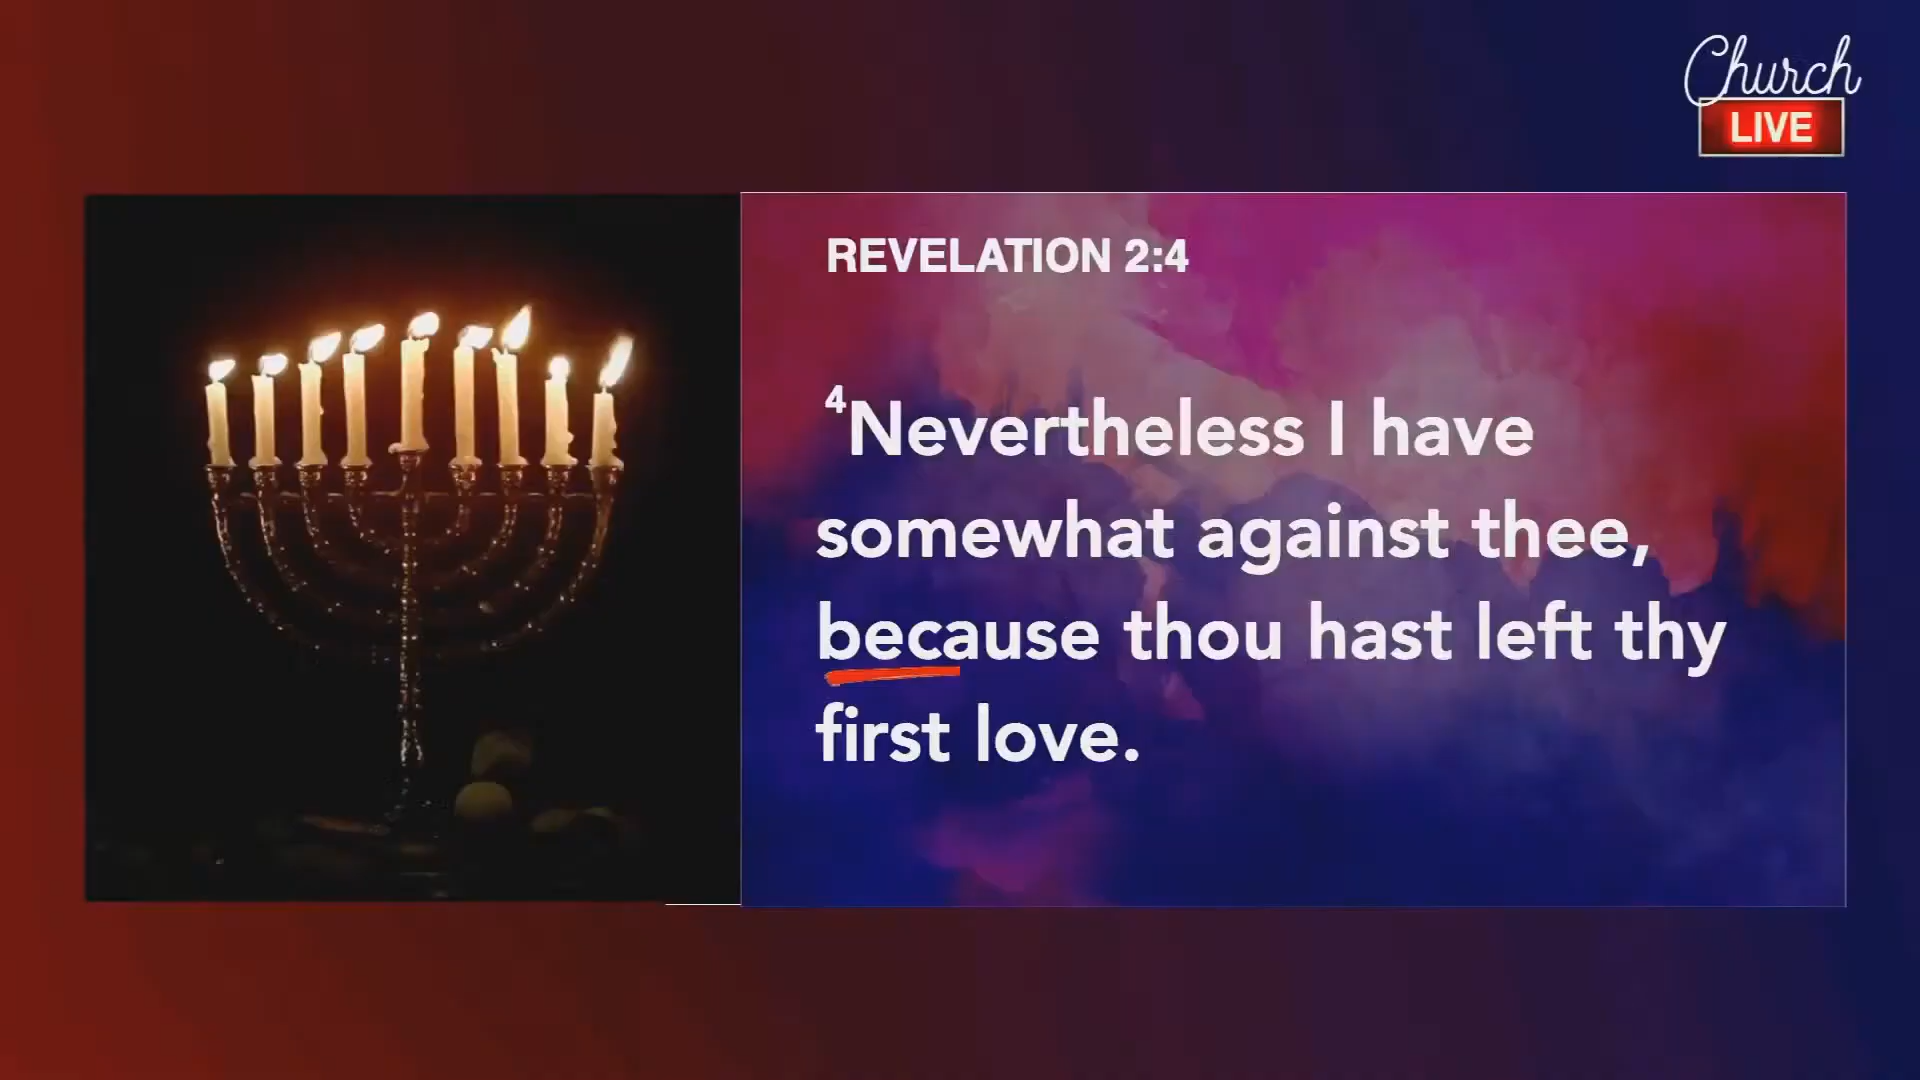 Church
LIVE
REVELATION 2:4
4Nevertheless I have
somewhat against thee,
because thou hast left thy
first love.